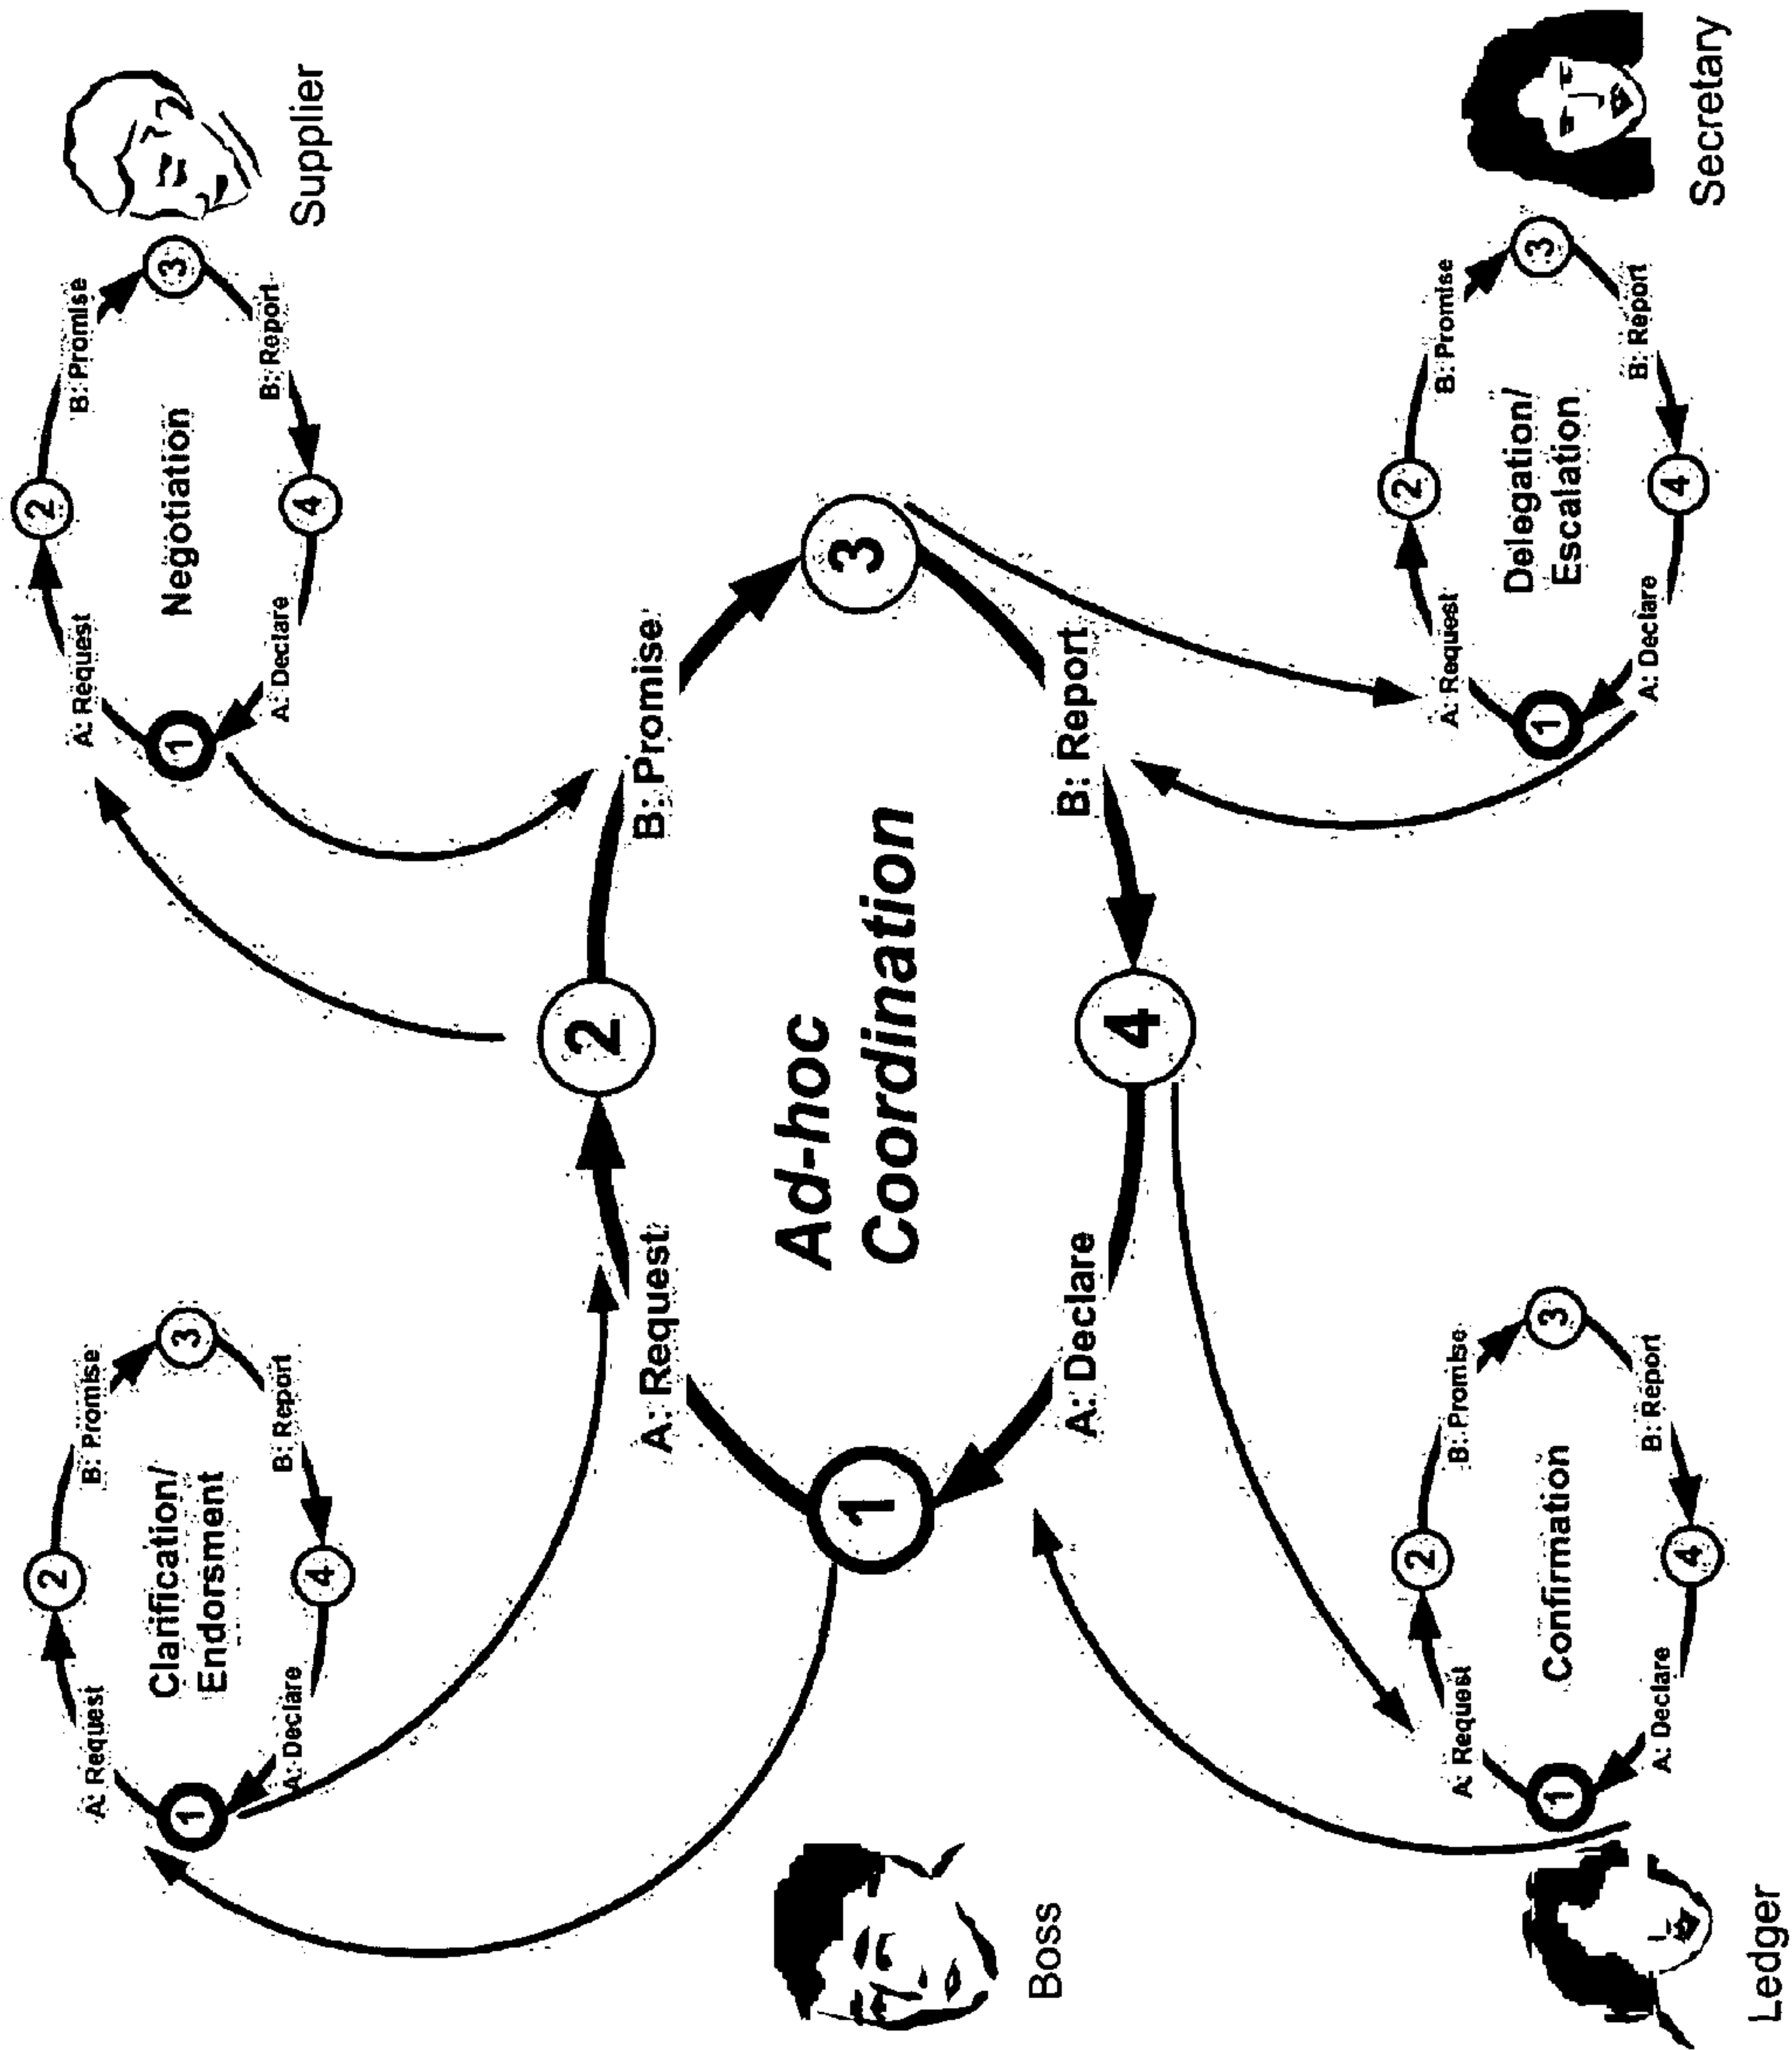 2
B: Promise
3
B: Report
4
A: Declare
1
A: Request
Clarification/
Endorsment
2
B: Promise
3
B: Report
4
A: Declare
1
A: Request
Negotiation
Supplier
A: Request
2
B: Promise
3
B: Report
4
A: Declare
1
Ad-hoc
Coordination
Boss
A: Request
2
B: Promise
3
B: Report
4
A: Declare
1
Confirmation
Ledger
A: Request
2
B: Promise
3
B: Report
4
A: Declare
1
Delegation/
Escalation
Secretary